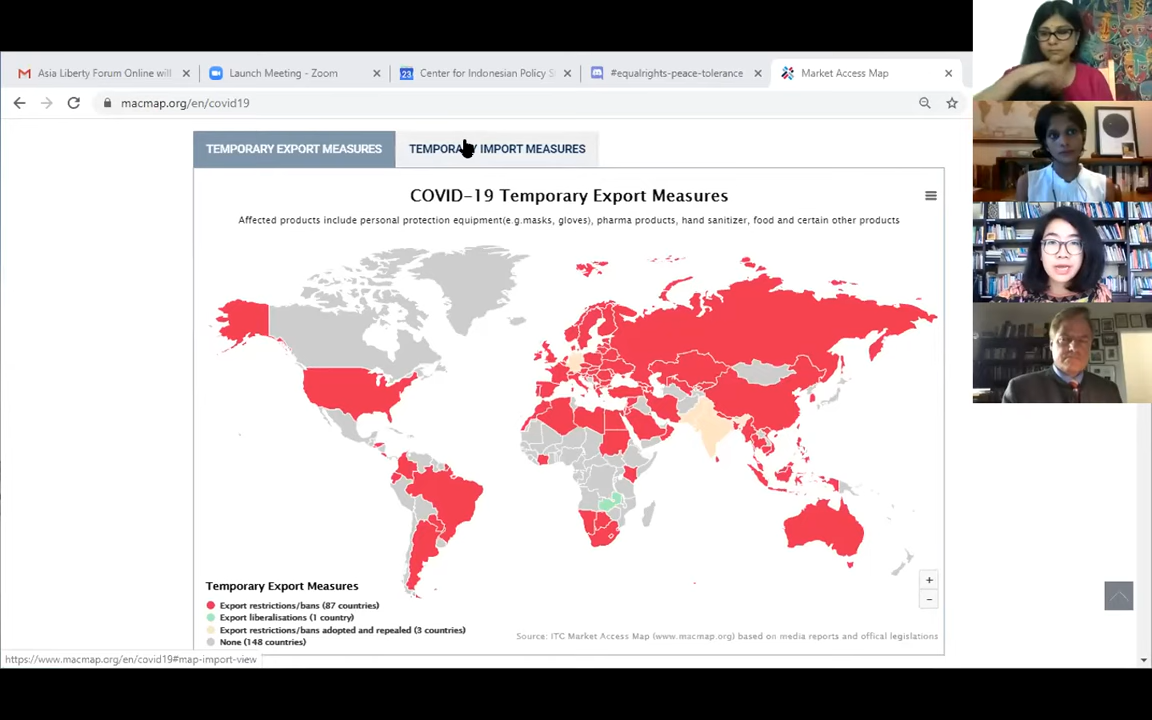 Asia Liberty Forum Online will
Launch Meeting - Zoom
23
Center for Indonesian Policy S
#equalrights-peace-tolerance
Market Access Map
macmap.org/en/covid19
TEMPORARY EXPORT MEASURES
TEMPORARY IMPORT MEASURES
COVID-19 Temporary Export Measures
Affected products include personal protection equipment(e.g.masks, gloves), pharma products, hand sanitizer, food and certain other products
Temporary Export Measures
Export restrictions/bans (87 countries)
Export liberalisations (1 country)
Export restrictions/bans adopted and repealed (3 countries)
None (148 countries)
+
−
Source: ITC Market Access Map (www.macmap.org) based on media reports and offical legislations
https://www.macmap.org/en/covid19#map-import-view